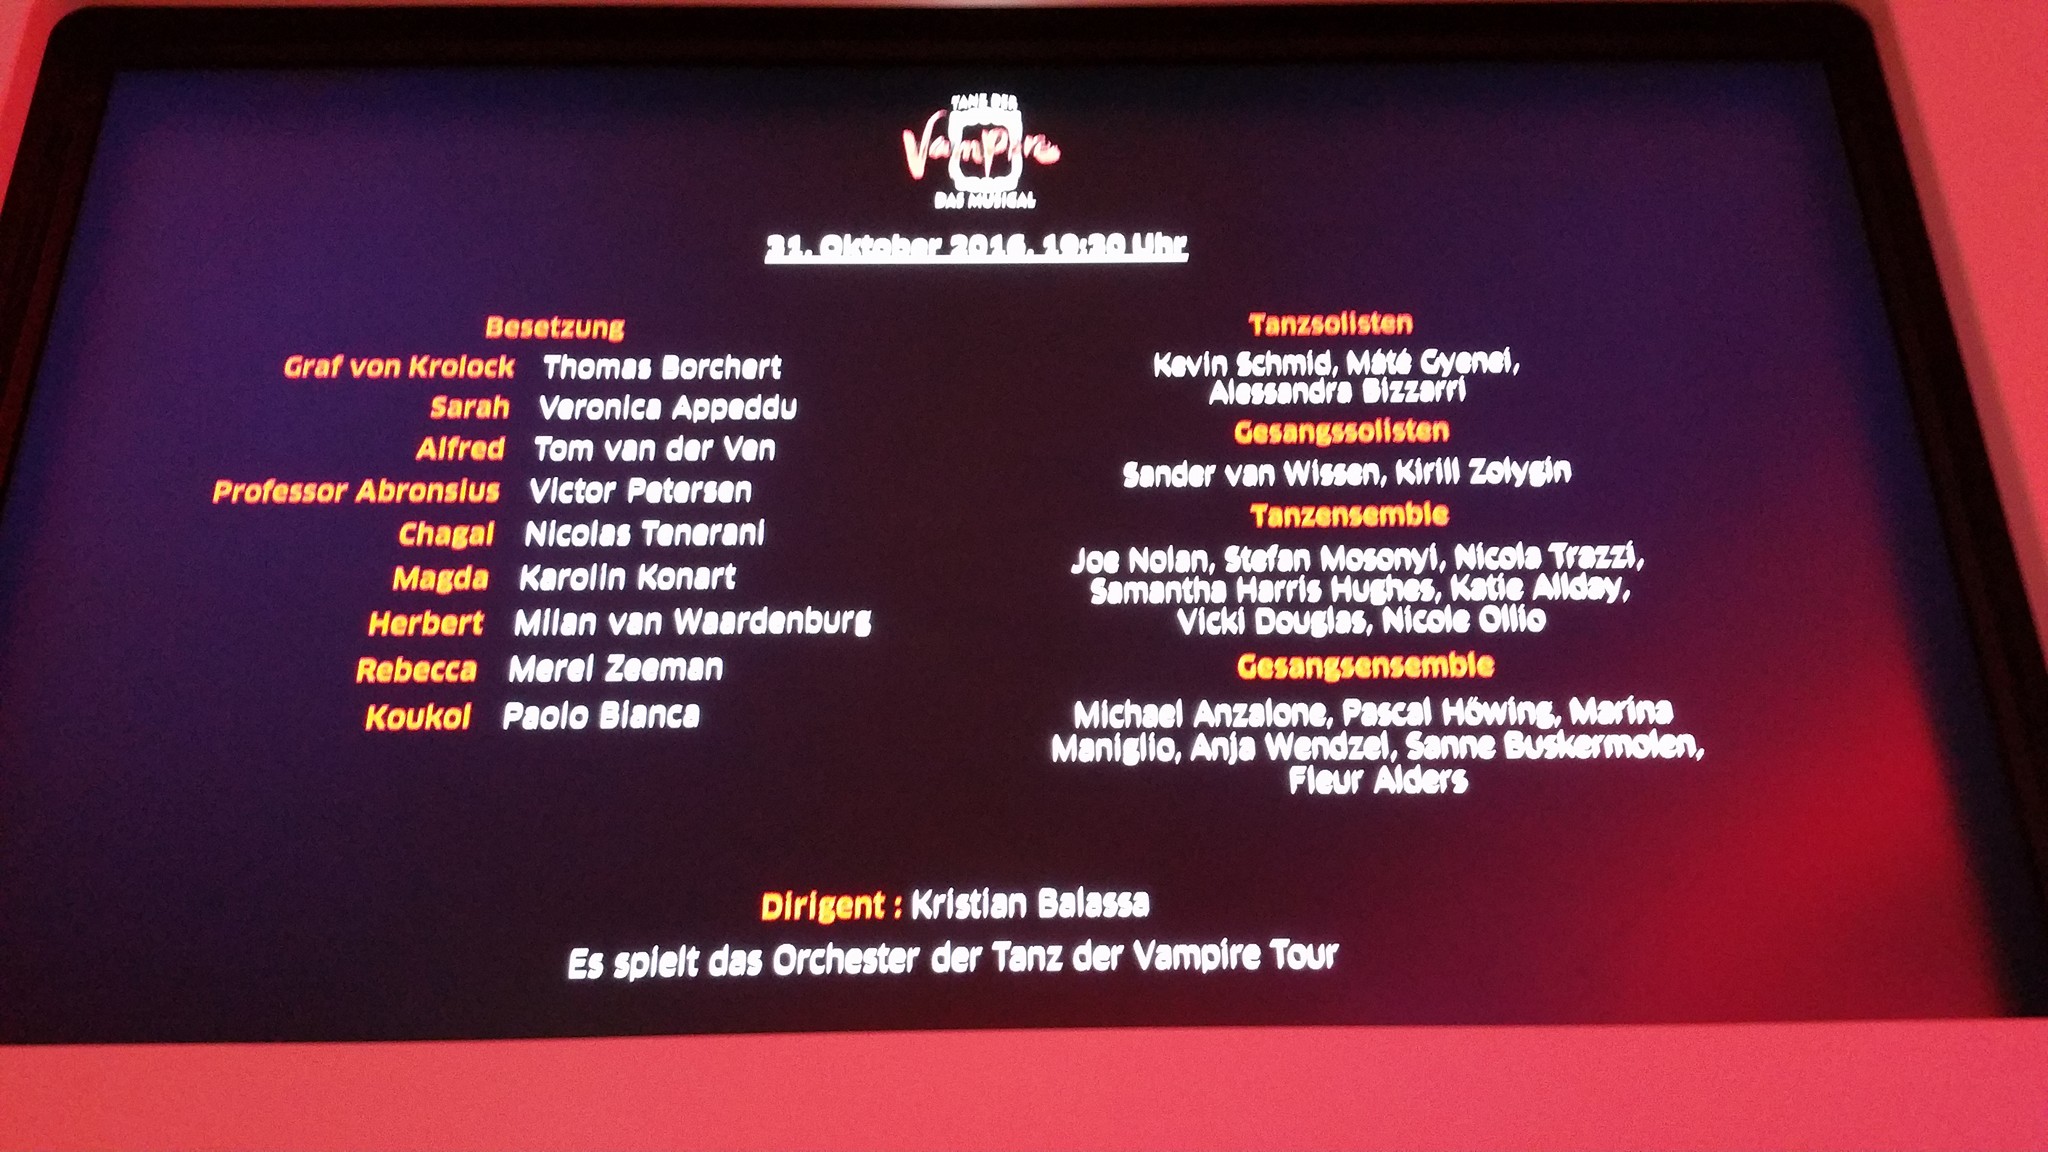 TANZ DER
Vampire
DAS MUSICAL
31. Oktober 2016, 19:30 Uhr
Besetzung
Graf von Krolock Thomas Borchert
Sarah Veronica Appeddu
Alfred Tom van der Ven
Professor Abronsius Victor Petersen
Chagal Nicolas Tenerani
Magda Karolin Konart
Herbert Milan van Waardenburg
Rebecca Merel Zeeman
Koukol Paolo Bianca
Tanzsolisten
Kevin Schmid, Máté Gyenei,
Alessandra Bizzarri
Gesangssolisten
Sander van Wissen, Kirill Zolygin
Tanzensemble
Joe Nolan, Stefan Mosonyi, Nicola Trazzi,
Samantha Harris Hughes, Katie Allday,
Vicki Douglas, Nicole Ollio
Gesangsensemble
Michael Anzalone, Pascal Höwing, Marina
Maniglio, Anja Wendzel, Sanne Buskermolen,
Fleur Alders
Dirigent : Kristian Balassa
Es spielt das Orchester der Tanz der Vampire Tour